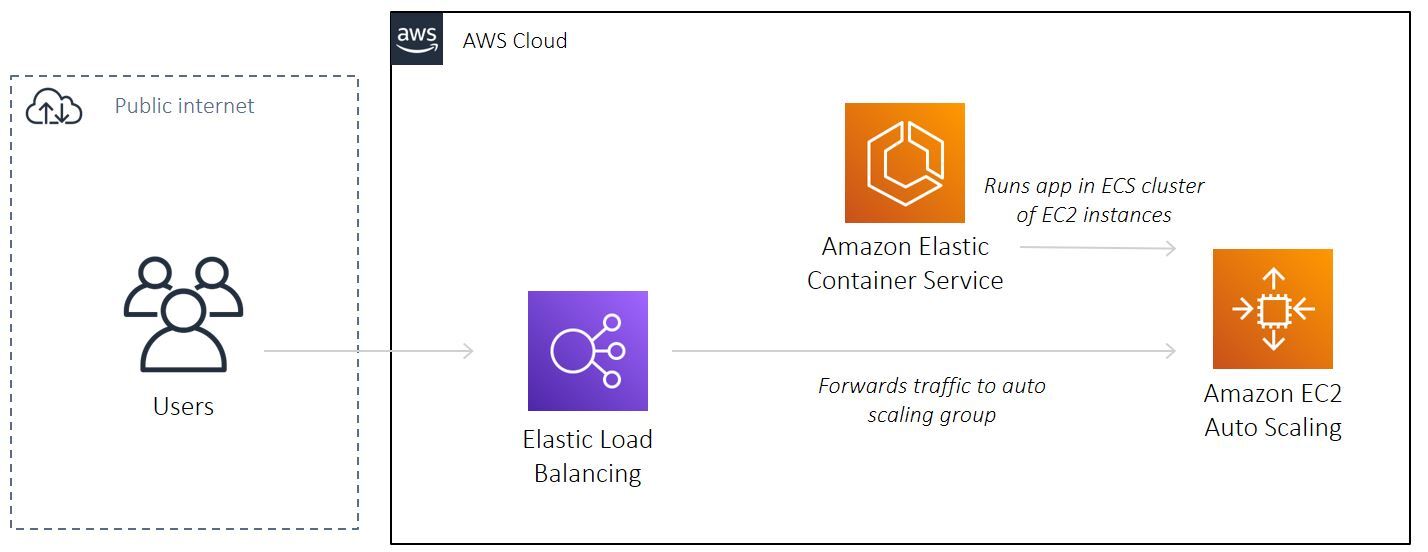 aws
AWS Cloud
Public internet
Users
Elastic Load
Balancing
Amazon Elastic
Container Service
Runs app in ECS cluster
of EC2 instances
Forwards traffic to auto
scaling group
Amazon EC2
Auto Scaling